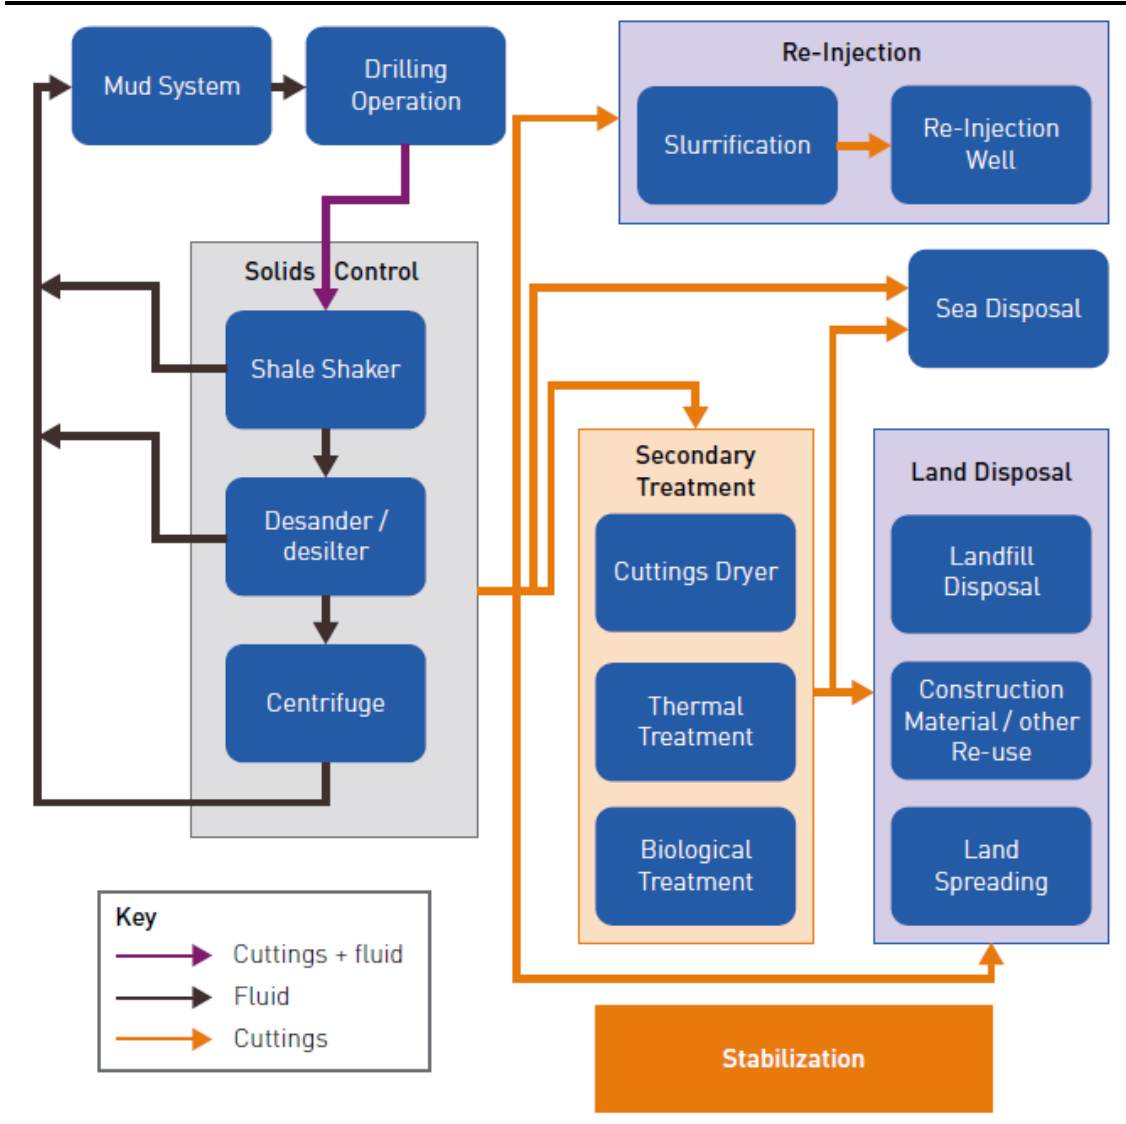 Mud System
Drilling
Operation
Re-Injection
Slurrification
Re-Injection
Well
Solids Control
Shale Shaker
Desander /
desilter
Centrifuge
Sea Disposal
Secondary
Treatment
Cuttings Dryer
Thermal
Treatment
Biological
Treatment
Land Disposal
Landfill
Disposal
Construction
Material / other
Re-use
Land
Spreading
Key
Cuttings + fluid
Fluid
Cuttings
Stabilization